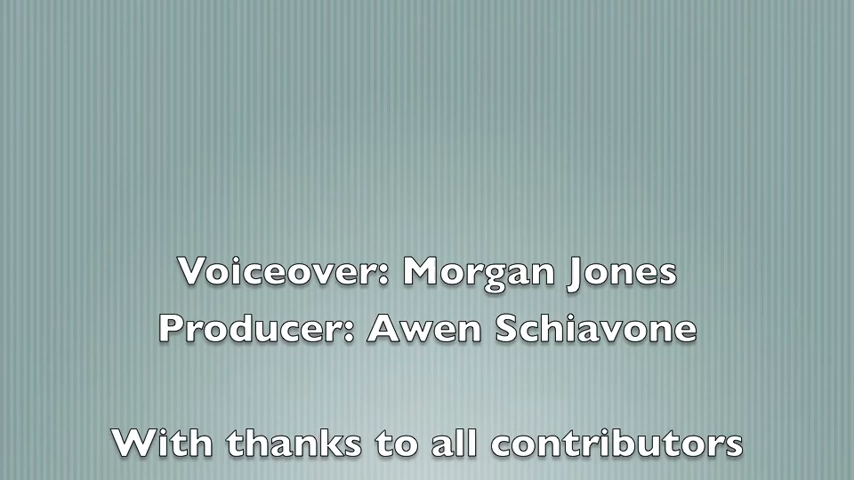 Voiceover: Morgan Jones
Producer: Awen Schiavone
With thanks to all contributors